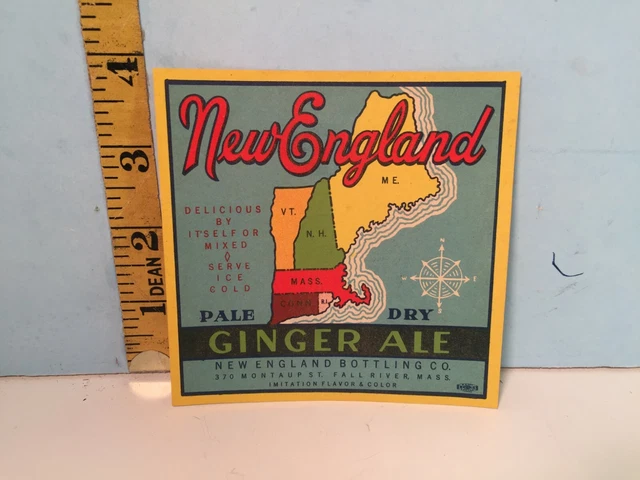 New England
ME.
VT.
N.H.
DELICIOUS
BY
ITSELF OR
MIXED
SERVE
ICE
COLD
MASS.
CONN.
R.I.
PALE DRY
GINGER ALE
NEW ENGLAND BOTTLING CO.
370 MONTAUP ST. FALL RIVER, MASS.
IMITATION FLAVOR & COLOR
N
W E
S
4
3
2
1
DEAN